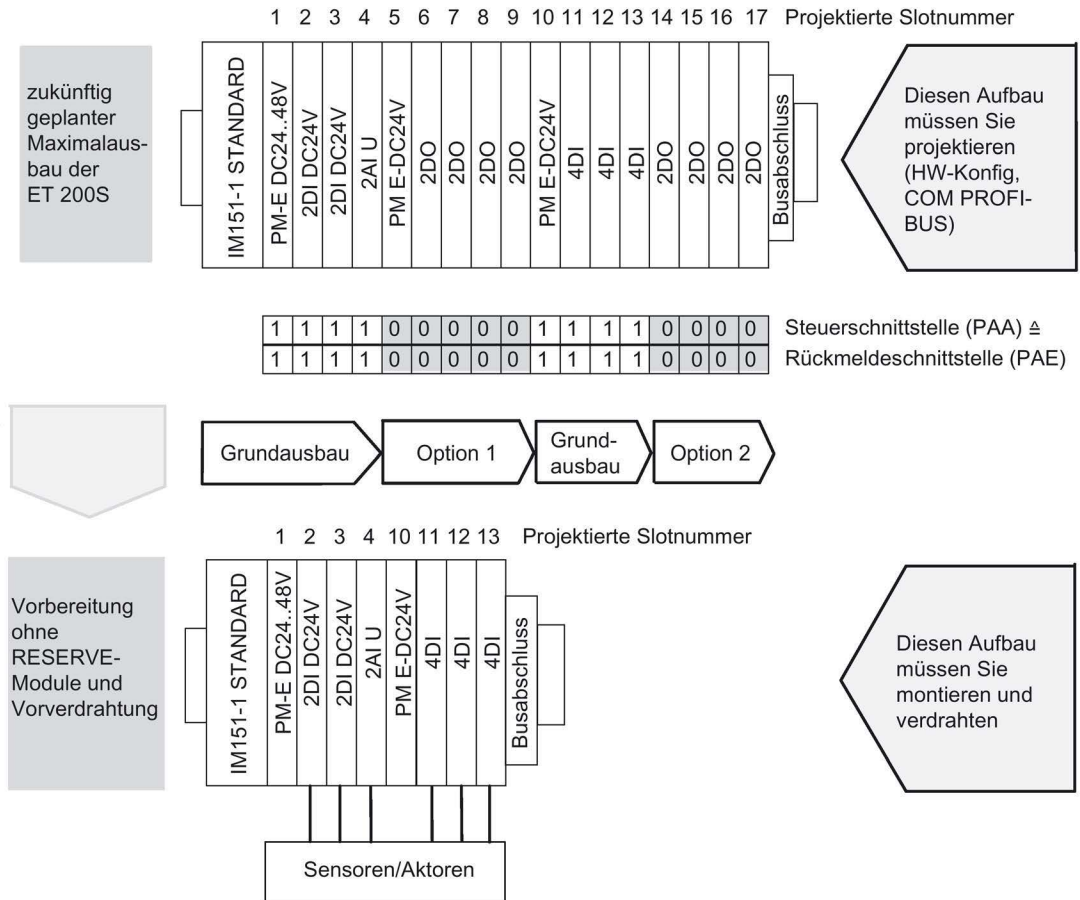 1 2 3 4 5 6 7 8 9 10 11 12 13 14 15 16 17 Projektierte Slotnummer
zukünftig
geplanter
Maximalaus-
bau der
ET 200S
IM151-1 STANDARD
PM-E DC24..48V
2DI DC24V
2DI DC24V
2AI U
PM E-DC24V
2DO
2DO
2DO
2DO
PM E-DC24V
4DI
4DI
4DI
2DO
2DO
2DO
2DO
Busabschluss
Diesen Aufbau
müssen Sie
projektieren
(HW-Konfig,
COM PROFI-
BUS)
1 1 1 1 0 0 0 0 0 1 1 1 1 0 0 0 0 Steuerschnittstelle (PAA) ≙
1 1 1 1 0 0 0 0 0 1 1 1 1 0 0 0 0 Rückmeldeschnittstelle (PAE)
Grundausbau
Option 1
Grund-
ausbau
Option 2
1 2 3 4 10 11 12 13 Projektierte Slotnummer
Vorbereitung
ohne
RESERVE-
Module und
Vorverdrahtung
IM151-1 STANDARD
PM-E DC24..48V
2DI DC24V
2DI DC24V
2AI U
PM E-DC24V
4DI
4DI
4DI
Busabschluss
Diesen Aufbau
müssen Sie
montieren und
verdrahten
Sensoren/Aktoren